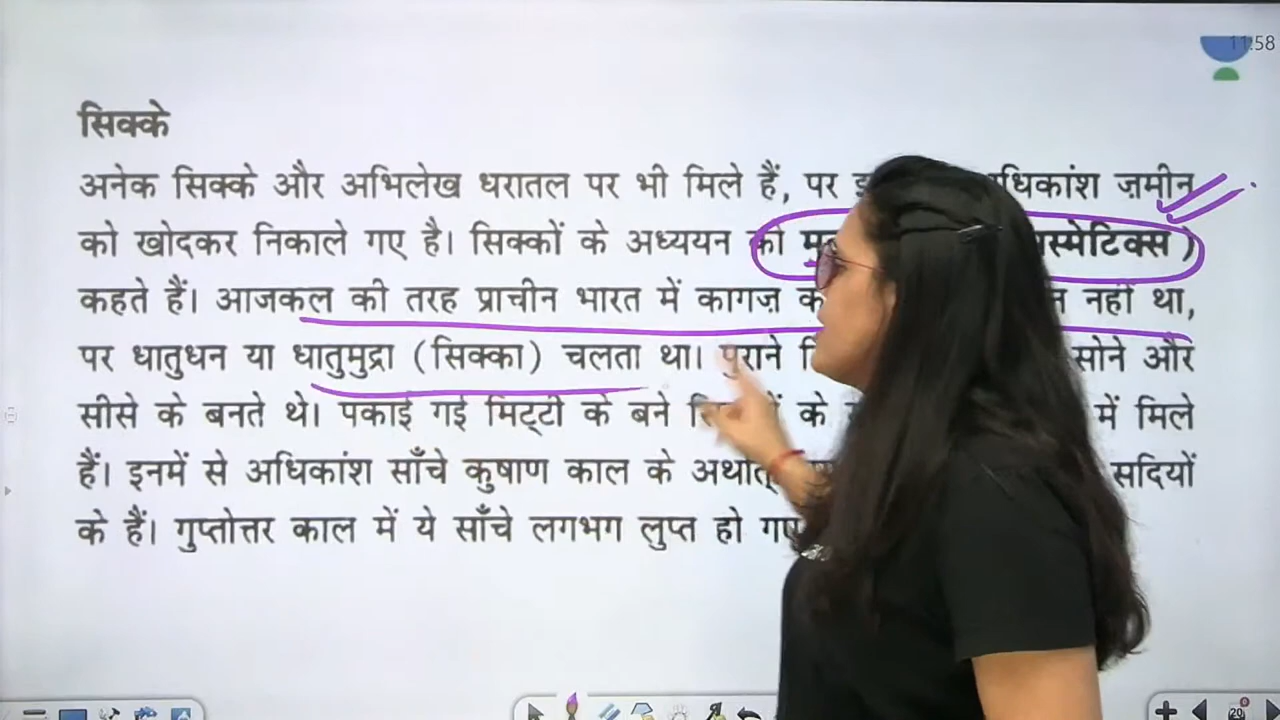 11:58
सिक्के
अनेक सिक्के और अभिलेख धरातल पर भी मिले हैं, पर अधिकांश ज़मीन
को खोदकर निकाले गए है। सिक्कों के अध्ययन को
कहते हैं। आजकल की तरह प्राचीन भारत में कागज़ नहीं था,
पर धातुधन या धातुमुद्रा (सिक्का) चलता था। पुराने सोने और
सीसे के बनते थे। पकाई गई मिट्टी के बने के में मिले
हैं। इनमें से अधिकांश साँचे कुषाण काल के अर्थात् सदियों
के हैं। गुप्तोत्तर काल में ये साँचे लगभग लुप्त हो गए
20